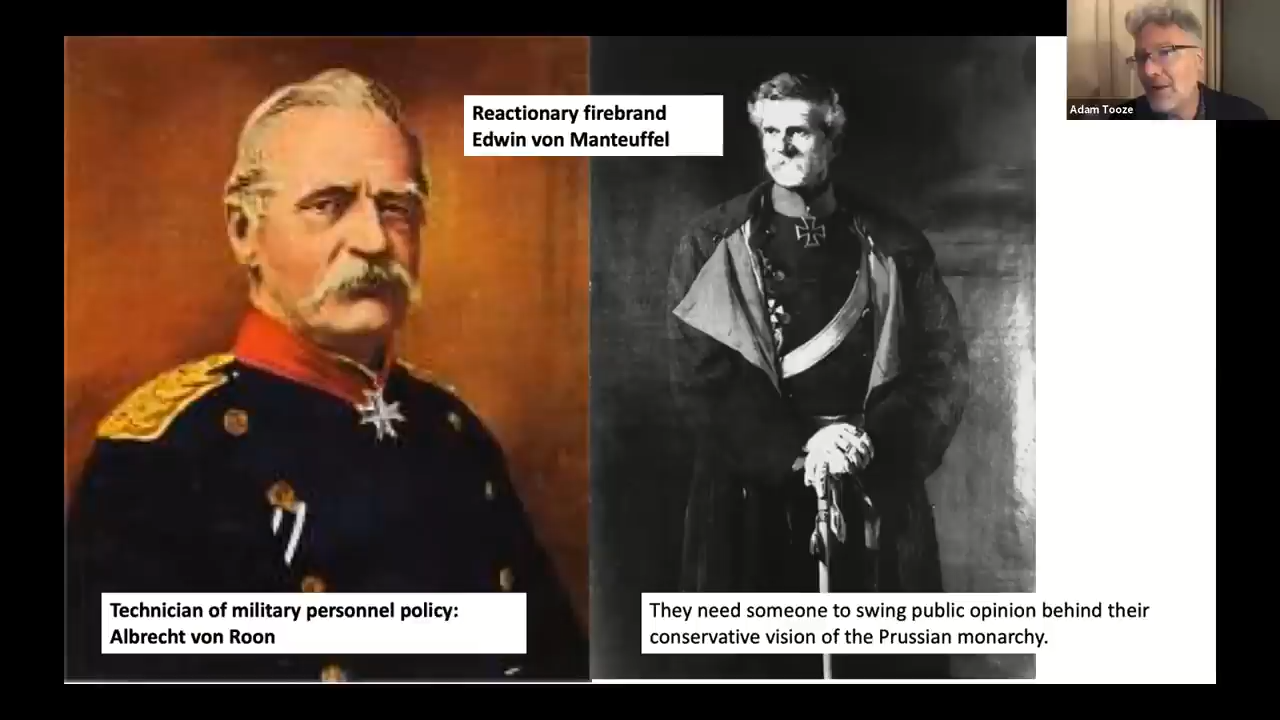 Reactionary firebrand
Edwin von Manteuffel
Adam Tooze
Technician of military personnel policy:
Albrecht von Roon
They need someone to swing public opinion behind their
conservative vision of the Prussian monarchy.